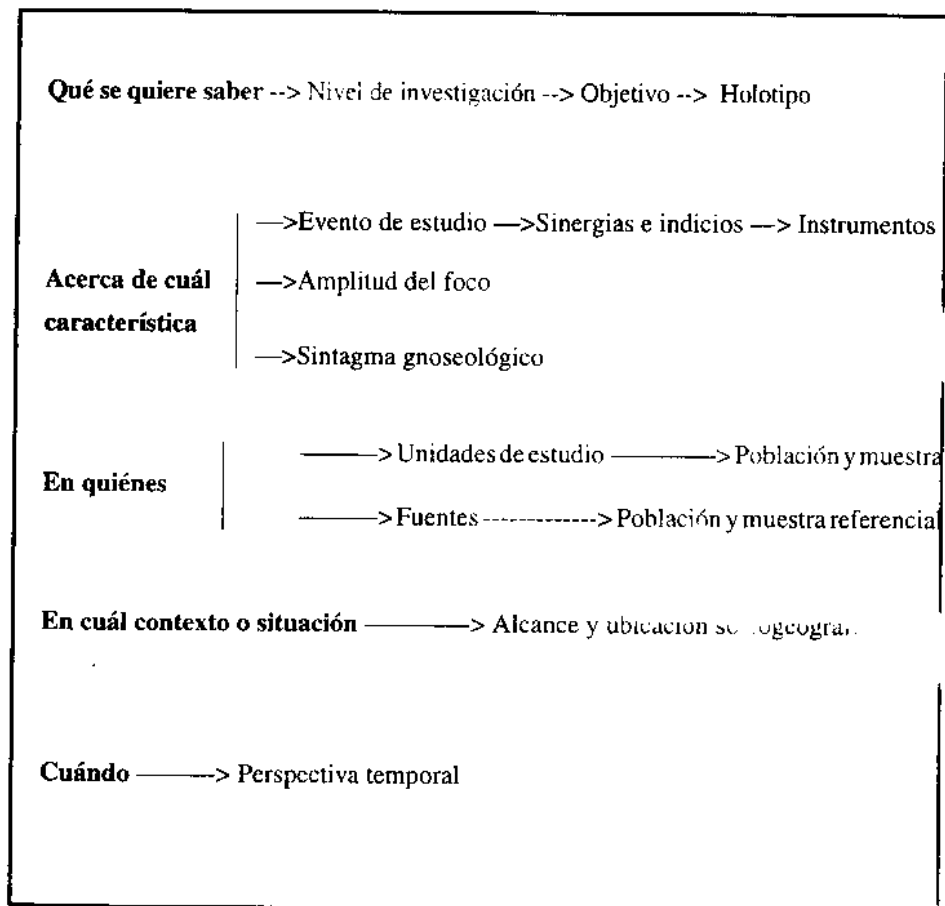 Qué se quiere saber --> Nivel de investigación --> Objetivo --> Holotipo
—>Evento de estudio —>Sinergias e indicios —> Instrumentos
Acerca de cuál —>Amplitud del foco
característica
—>Sintagma gnoseológico
———> Unidades de estudio ————> Población y muestra
En quiénes
———> Fuentes ------------> Población y muestra referencial
En cuál contexto o situación ————> Alcance y ubicación
Cuándo ———> Perspectiva temporal